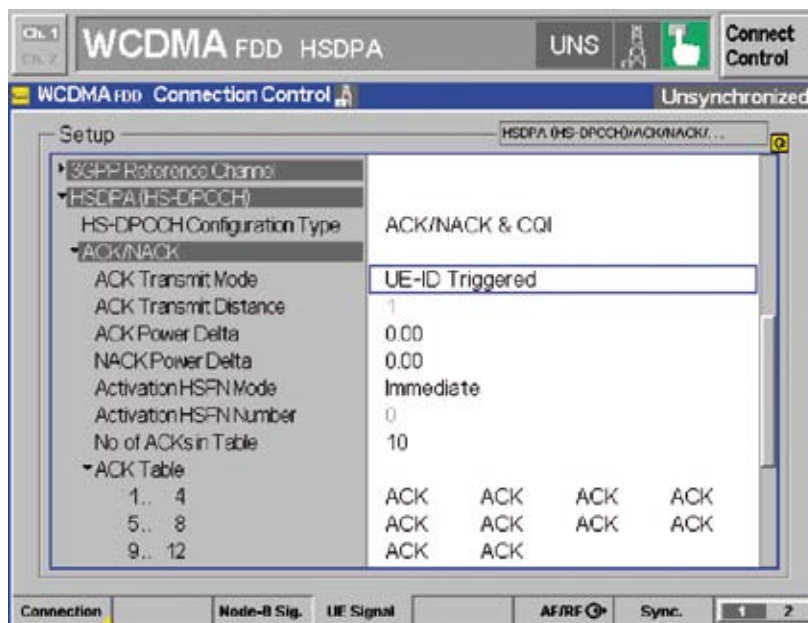 Ch. 1
Ch. 2
WCDMA FDD HSDPA
UNS
Connect Control
WCDMA FDD Connection Control
Unsynchronized
Setup
HSDPA (HS-DPCCH)/ACK/NACK/...
3GPP Reference Channel
HSDPA (HS-DPCCH)
HS-DPCCH Configuration Type ACK/NACK & CQI
ACK/NACK
ACK Transmit Mode UE-ID Triggered
ACK Transmit Distance 1
ACK Power Delta 0.00
NACK Power Delta 0.00
Activation HSFN Mode Immediate
Activation HSFN Number 0
No of ACKs in Table 10
ACK Table
1.. 4 ACK ACK ACK ACK
5.. 8 ACK ACK ACK ACK
9.. 12 ACK ACK
Connection Node-B Sig. UE Signal AF/RF Sync. 1 2